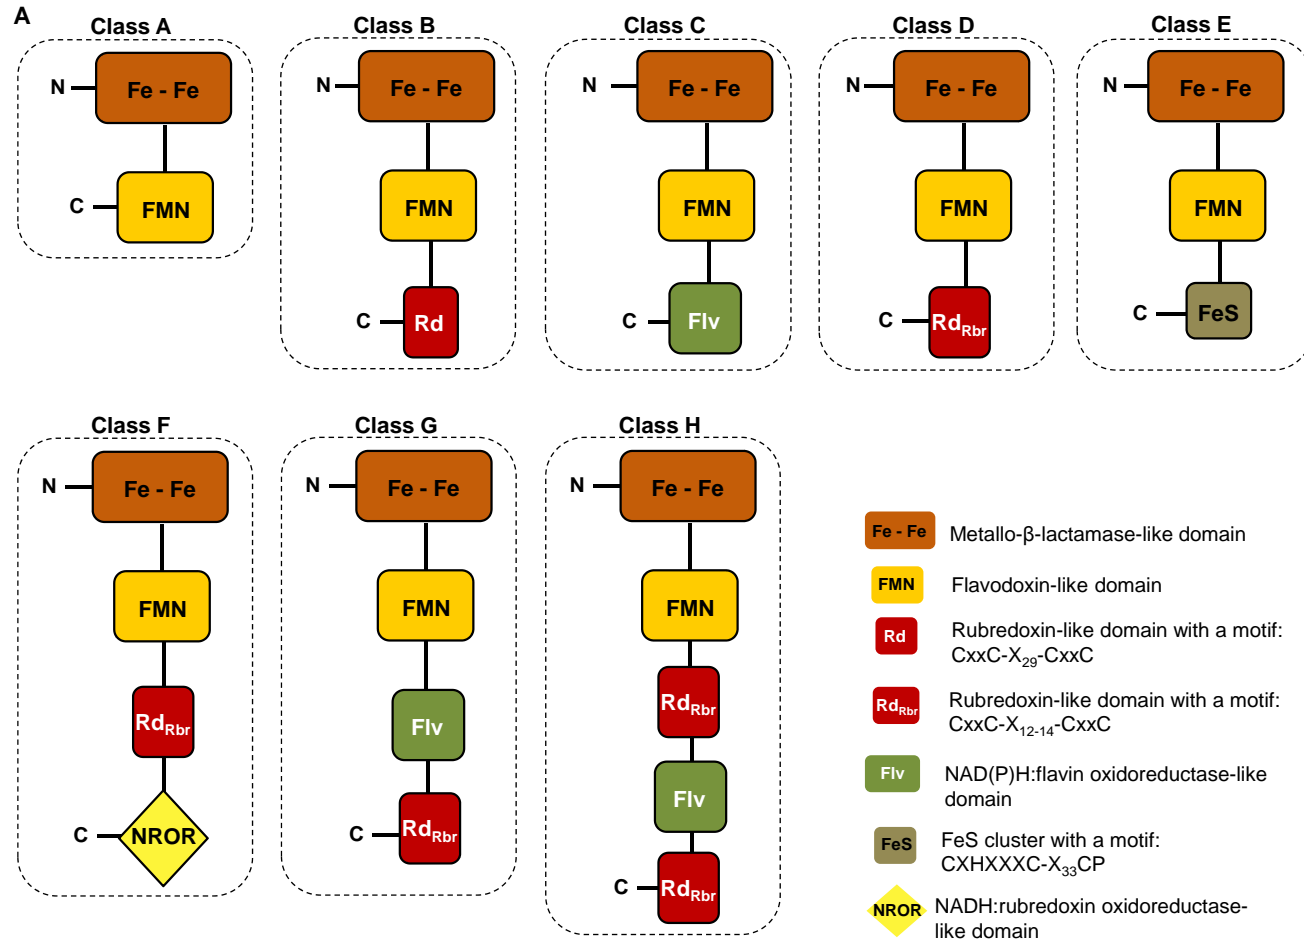 A
Class A
N
Fe - Fe
C
FMN
Class B
N
Fe - Fe
FMN
C
Rd
Class C
N
Fe - Fe
FMN
C
Flv
Class D
N
Fe - Fe
FMN
C
RdRbr
Class E
N
Fe - Fe
FMN
C
FeS
Class F
N
Fe - Fe
FMN
RdRbr
C
NROR
Class G
N
Fe - Fe
FMN
Flv
C
RdRbr
Class H
N
Fe - Fe
FMN
RdRbr
Flv
C
RdRbr
Fe - Fe
Metallo-β-lactamase-like domain
FMN
Flavodoxin-like domain
Rd
Rubredoxin-like domain with a motif:
CxxC-X29-CxxC
RdRbr
Rubredoxin-like domain with a motif:
CxxC-X12-14-CxxC
Flv
NAD(P)H:flavin oxidoreductase-like
domain
FeS
FeS cluster with a motif:
CXHXXXC-X33CP
NROR
NADH:rubredoxin oxidoreductase-
like domain